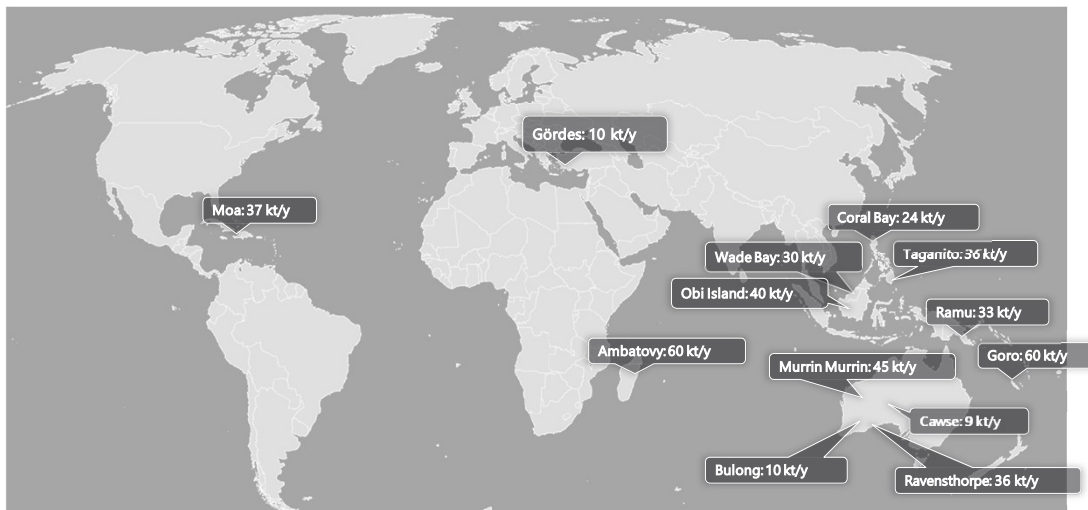 Gördes: 10 kt/y
Moa: 37 kt/y
Coral Bay: 24 kt/y
Wade Bay: 30 kt/y
Taganito: 36 kt/y
Obi Island: 40 kt/y
Ramu: 33 kt/y
Ambatovy: 60 kt/y
Goro: 60 kt/y
Murrin Murrin: 45 kt/y
Cawse: 9 kt/y
Bulong: 10 kt/y
Ravensthorpe: 36 kt/y